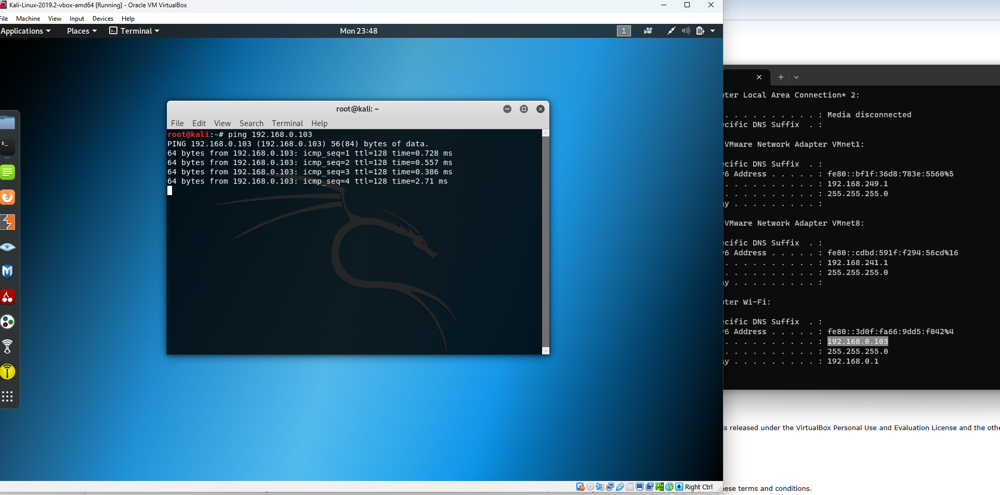 Kali-Linux-2019.2-vbox-amd64 [Running] - Oracle VM VirtualBox
File Machine View Input Devices Help
Applications Places Terminal Mon 23:48 1
root@kali: ~
File Edit View Search Terminal Help
root@kali:~# ping 192.168.0.103
PING 192.168.0.103 (192.168.0.103) 56(84) bytes of data.
64 bytes from 192.168.0.103: icmp_seq=1 ttl=128 time=0.728 ms
64 bytes from 192.168.0.103: icmp_seq=2 ttl=128 time=0.557 ms
64 bytes from 192.168.0.103: icmp_seq=3 ttl=128 time=0.386 ms
64 bytes from 192.168.0.103: icmp_seq=4 ttl=128 time=2.71 ms
Right Ctrl
pter Local Area Connection* 2:
. . . . . . . . . . : Media disconnected
cific DNS Suffix . :
VMware Network Adapter VMnet1:
cific DNS Suffix . :
v6 Address . . . . . : fe80::bf1f:36d8:783e:5560%5
. . . . . . . . . . : 192.168.249.1
. . . . . . . . . . : 255.255.255.0
ay . . . . . . . . . :
VMware Network Adapter VMnet8:
cific DNS Suffix . :
v6 Address . . . . . : fe80::cdbd:591f:f294:56cd%16
. . . . . . . . . . : 192.168.241.1
. . . . . . . . . . : 255.255.255.0
ay . . . . . . . . . :
pter Wi-Fi:
cific DNS Suffix . :
v6 Address . . . . . : fe80::3d0f:fa66:9dd5:f042%4
. . . . . . . . . . : 192.168.0.103
. . . . . . . . . . : 255.255.255.0
ay . . . . . . . . . : 192.168.0.1
s released under the VirtualBox Personal Use and Evaluation License and the othe
ese terms and conditions.